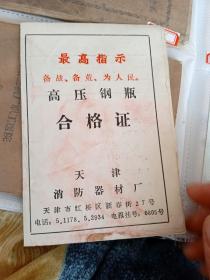 最高指示
备战、备荒、为人民。
高压钢瓶
合格证
天津
消防器材厂
天津市红桥区新春街27号
电话：5.1178，5.2934 电报挂号：6605号